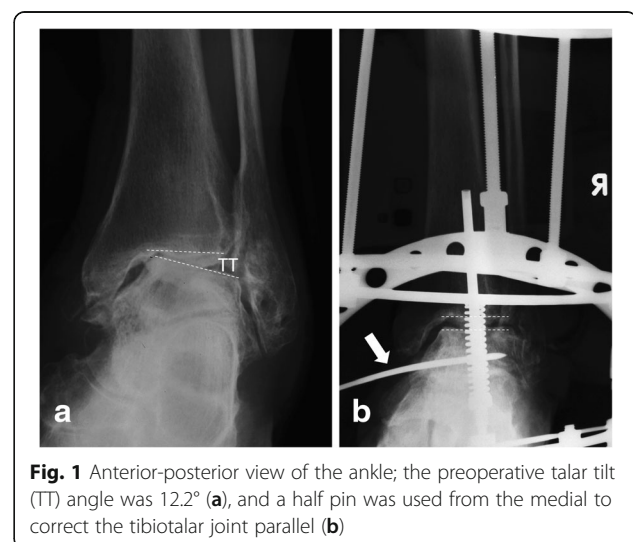 TT
a
b
R
Fig. 1 Anterior-posterior view of the ankle; the preoperative talar tilt
(TT) angle was 12.2° (a), and a half pin was used from the medial to
correct the tibiotalar joint parallel (b)